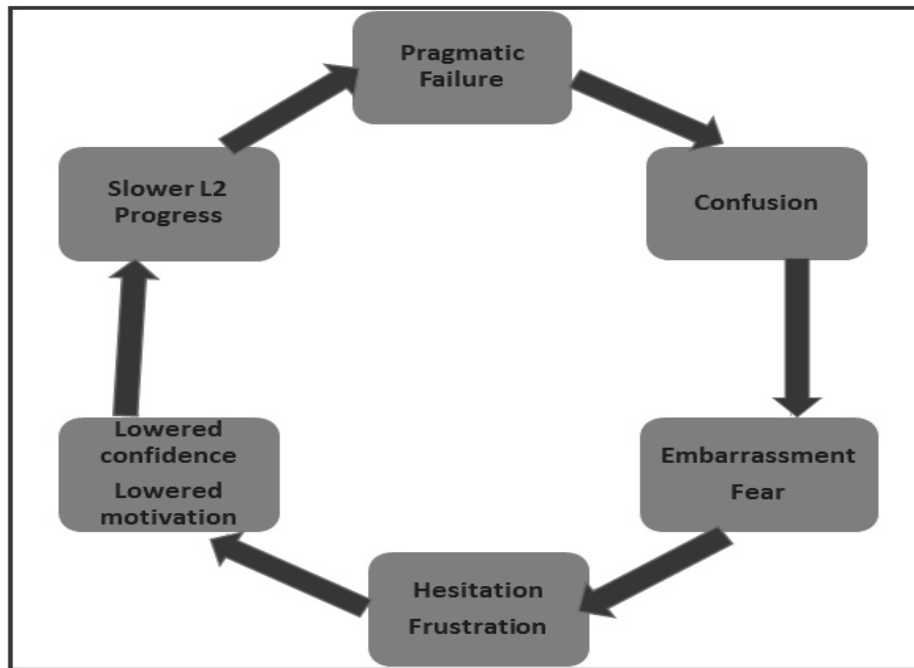 Pragmatic
Failure
Confusion
Embarrassment
Fear
Hesitation
Frustration
Lowered
confidence
Lowered
motivation
Slower L2
Progress